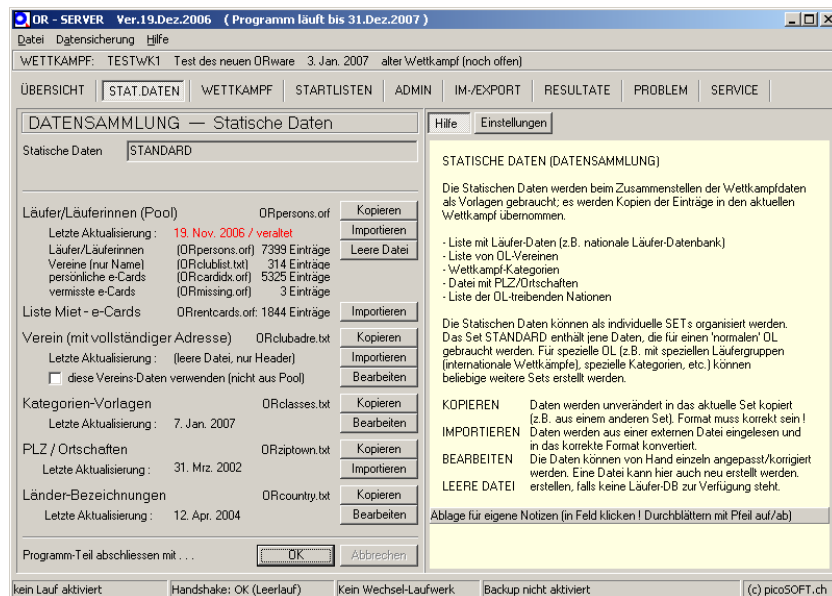 OR - SERVER Ver.19.Dez.2006 ( Programm läuft bis 31.Dez.2007 )
Datei Datensicherung Hilfe
WETTKAMPF: TESTWK1 Test des neuen ORware 3. Jan. 2007 alter Wettkampf (noch offen)
ÜBERSICHT STAT.DATEN WETTKAMPF STARTLISTEN ADMIN IM-/EXPORT RESULTATE PROBLEM SERVICE
DATENSAMMLUNG — Statische Daten
Statische Daten STANDARD
Läufer/Läuferinnen (Pool) ORpersons.orf Kopieren
Letzte Aktualisierung : 19. Nov. 2006 / veraltet Importieren
Läufer/Läuferinnen (ORpersons.orf) 7399 Einträge Leere Datei
Vereine (nur Name) (ORclublist.txt) 314 Einträge
persönliche e-Cards (ORcardidx.orf) 5325 Einträge
vermisste e-Cards (ORmissing.orf) 3 Einträge
Liste Miet - e-Cards ORrentcards.orf: 1844 Einträge Importieren
Verein (mit vollständiger Adresse) ORclubadre.txt Kopieren
Letzte Aktualisierung : (leere Datei, nur Header) Importieren
diese Vereins-Daten verwenden (nicht aus Pool) Bearbeiten
Kategorien-Vorlagen ORclasses.txt Kopieren
Letzte Aktualisierung : 7. Jan. 2007 Bearbeiten
PLZ / Ortschaften ORziptown.txt Kopieren
Letzte Aktualisierung : 31. Mrz. 2002 Importieren
Länder-Bezeichnungen ORcountry.txt Kopieren
Letzte Aktualisierung : 12. Apr. 2004 Bearbeiten
Programm-Teil abschliessen mit . . . OK Abbrechen
Hilfe Einstellungen
STATISCHE DATEN (DATENSAMMLUNG)
Die Statischen Daten werden beim Zusammenstellen der Wettkampfdaten
als Vorlagen gebraucht; es werden Kopien der Einträge in den aktuellen
Wettkampf übernommen.
- Liste mit Läufer-Daten (z.B. nationale Läufer-Datenbank)
- Liste von OL-Vereinen
- Wettkampf-Kategorien
- Datei mit PLZ/Ortschaften
- Liste der OL-treibenden Nationen
Die Statischen Daten können als individuelle SETs organisiert werden.
Das Set STANDARD enthält jene Daten, die für einen 'normalen' OL
gebraucht werden. Für spezielle OL (z.B. mit speziellen Läufergruppen
(internationale Wettkämpfe), spezielle Kategorien, etc.) können
beliebige weitere Sets erstellt werden.
KOPIEREN Daten werden unverändert in das aktuelle Set kopiert
(z.B. aus einem anderen Set). Format muss korrekt sein !
IMPORTIEREN Daten werden aus einer externen Datei eingelesen und
in das korrekte Format konvertiert.
BEARBEITEN Die Daten können von Hand einzeln angepasst/korrigiert
werden. Eine Datei kann hier auch neu erstellt werden.
LEERE DATEI erstellen, falls keine Läufer-DB zur Verfügung steht.
Ablage für eigene Notizen (in Feld klicken ! Durchblättern mit Pfeil auf/ab)
kein Lauf aktiviert Handshake: OK (Leerlauf) Kein Wechsel-Laufwerk Backup nicht aktiviert (c) picoSOFT.ch